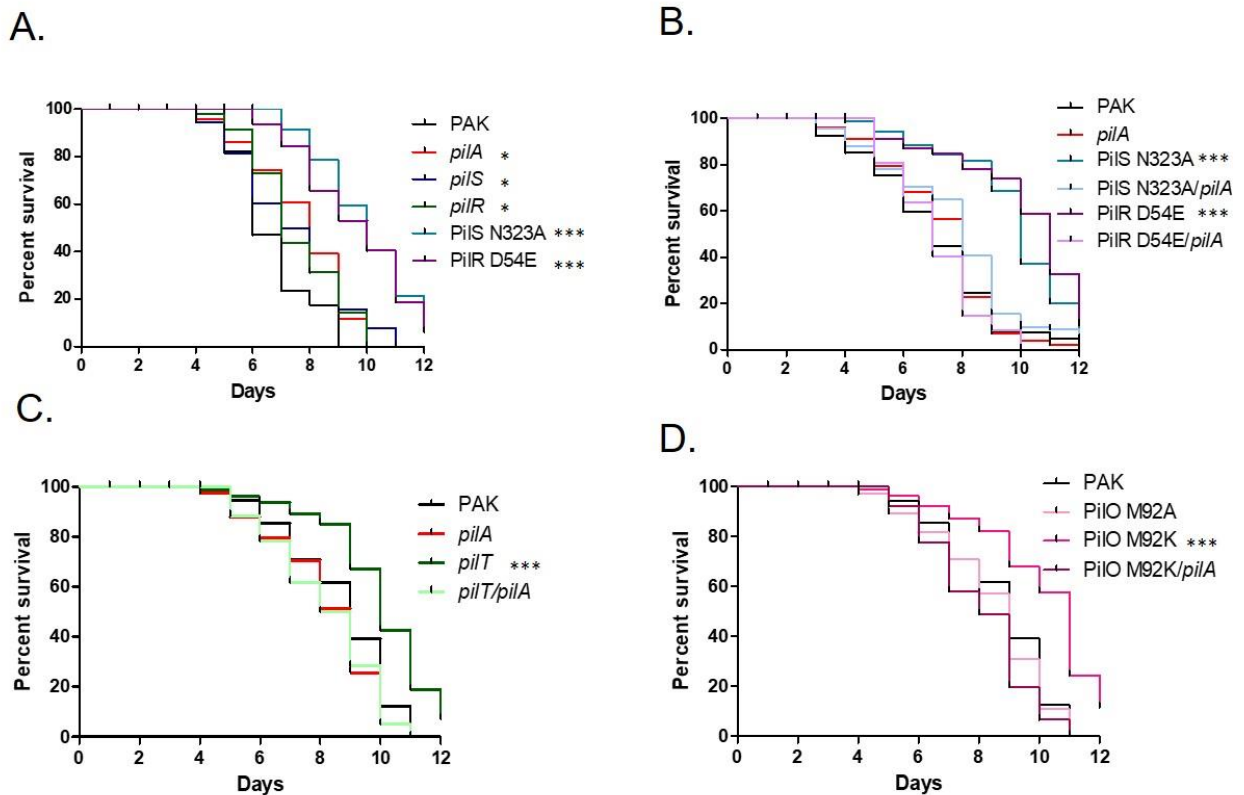 A.
Percent survival
100
80
60
40
20
0
0 2 4 6 8 10 12
Days
PAK
pilA *
pilS *
pilR *
PilS N323A ***
PilR D54E ***
B.
Percent survival
100
80
60
40
20
0
0 2 4 6 8 10 12
Days
PAK
pilA
PilS N323A ***
PilS N323A/pilA
PilR D54E ***
PilR D54E/pilA
C.
Percent survival
100
80
60
40
20
0
0 2 4 6 8 10 12
Days
PAK
pilA
pilT ***
pilT/pilA
D.
Percent survival
100
80
60
40
20
0
0 2 4 6 8 10 12
Days
PAK
PilO M92A
PilO M92K ***
PilO M92K/pilA